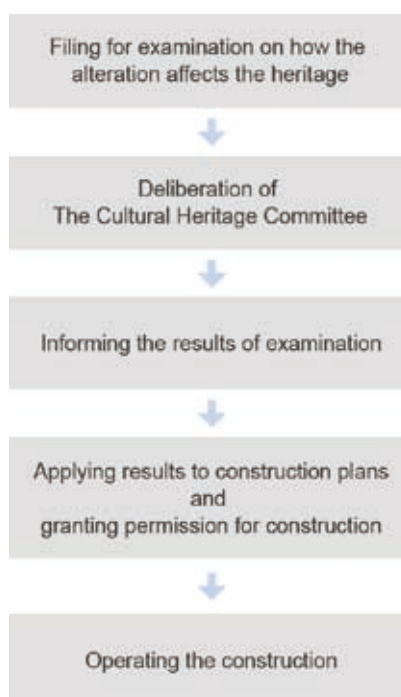 Filing for examination on how the
alteration affects the heritage
Deliberation of
The Cultural Heritage Committee
Informing the results of examination
Applying results to construction plans
and
granting permission for construction
Operating the construction